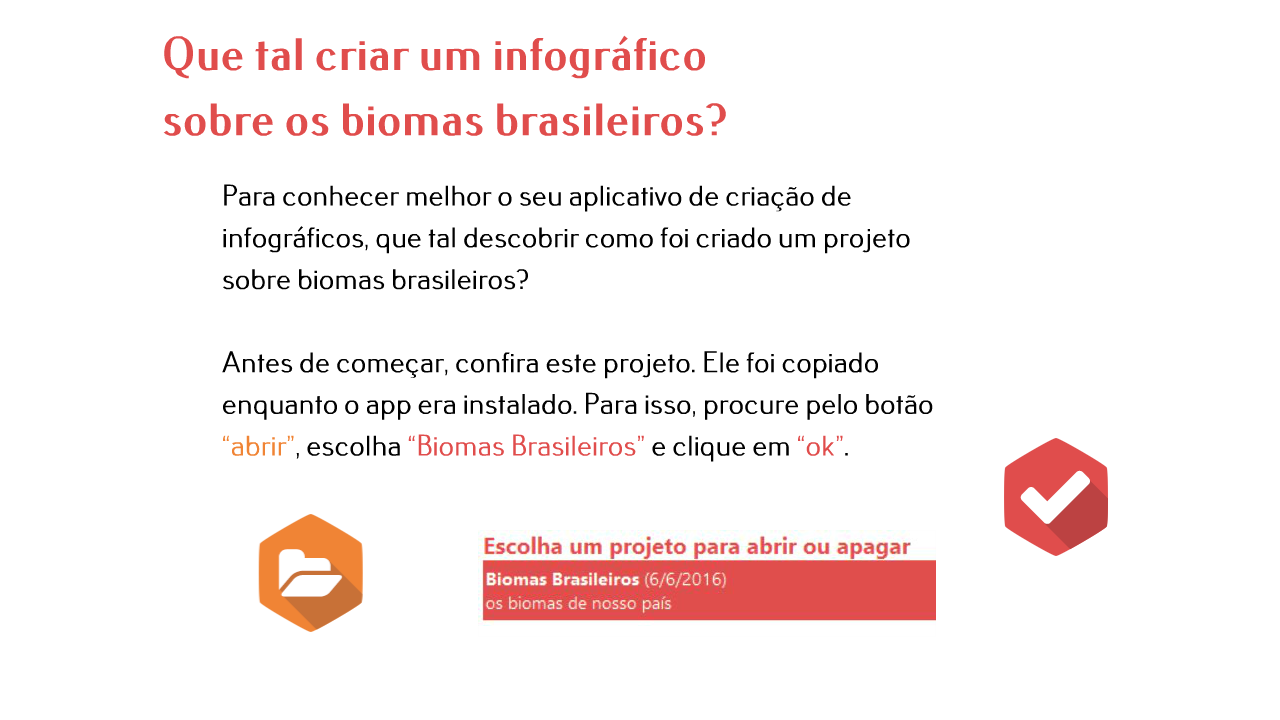 Que tal criar um infográfico
sobre os biomas brasileiros?
Para conhecer melhor o seu aplicativo de criação de
infográficos, que tal descobrir como foi criado um projeto
sobre biomas brasileiros?
Antes de começar, confira este projeto. Ele foi copiado
enquanto o app era instalado. Para isso, procure pelo botão
“abrir”, escolha “Biomas Brasileiros” e clique em “ok”.
Escolha um projeto para abrir ou apagar
Biomas Brasileiros (6/6/2016)
os biomas de nosso país